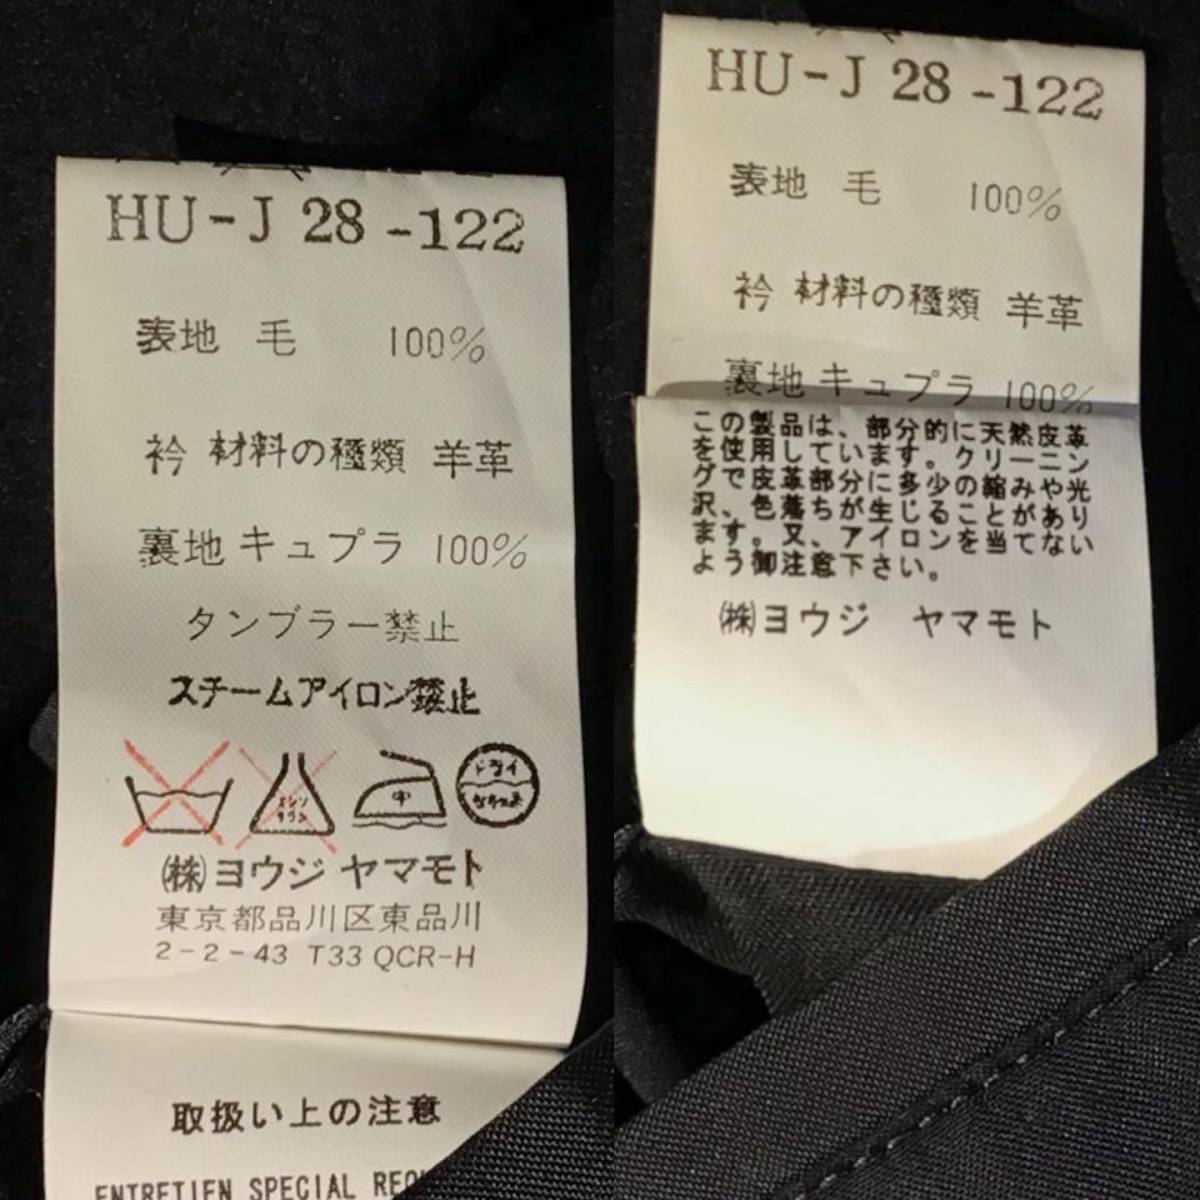 HU-J 28 -122
表地 毛 100%
衿 材料の種類 羊革
裏地 キュプラ 100%
タンブラー禁止
スチームアイロン禁止
エンソ サラシ
中
ドライ
(株)ヨウジ ヤマモト
東京都品川区東品川
2-2-43 T33 QCR-H
取扱い上の注意
ENTRETIEN SPECIAL
HU-J 28 -122
表地 毛 100%
衿 材料の種類 羊革
裏地 キュプラ 100%
この製品は、部分的に天然皮革
を使用しています。クリーニン
グで皮革部分に多少の縮みや光
沢、色落ちが生じることがあり
ます。又、アイロンを当てない
よう御注意下さい。
(株)ヨウジ ヤマモト